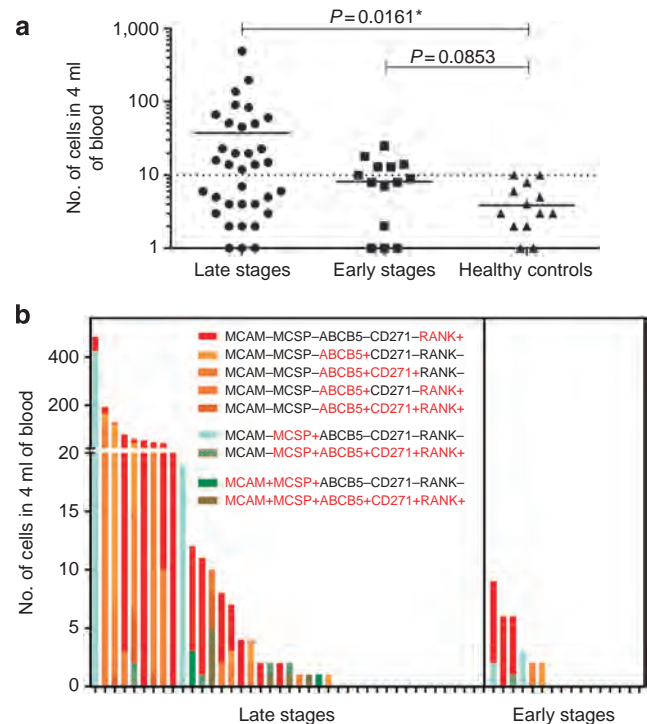 a
P=0.0161*
P=0.0853
1,000
100
10
1
No. of cells in 4 ml
of blood
Late stages
Early stages
Healthy controls
b
MCAM–MCSP–ABCB5–CD271–RANK+
MCAM–MCSP–ABCB5+CD271–RANK–
MCAM–MCSP–ABCB5+CD271+RANK–
MCAM–MCSP–ABCB5+CD271–RANK+
MCAM–MCSP–ABCB5+CD271+RANK+
MCAM–MCSP+ABCB5–CD271–RANK–
MCAM–MCSP+ABCB5+CD271+RANK+
MCAM+MCSP+ABCB5–CD271–RANK–
MCAM+MCSP+ABCB5+CD271+RANK+
400
200
20
20
15
10
5
0
No. of cells in 4 ml of blood
Late stages
Early stages